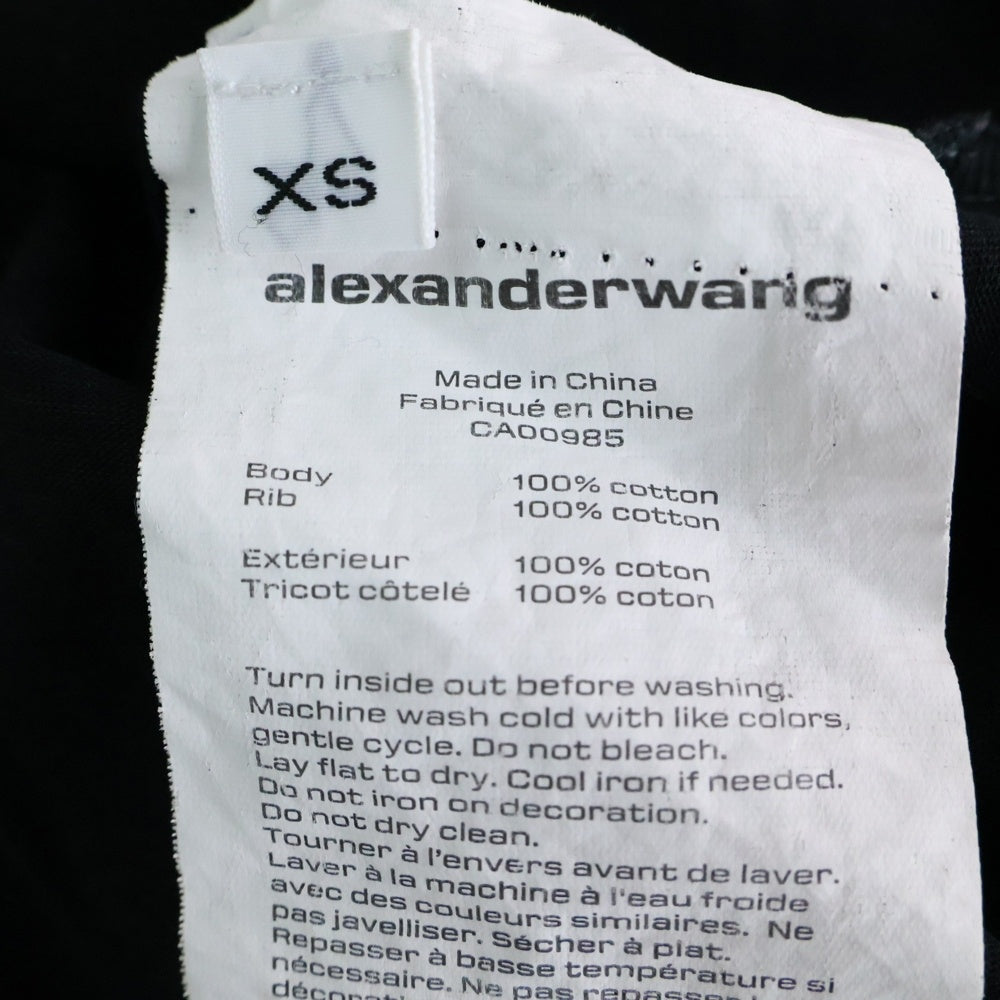 XS
alexanderwang
Made in China
Fabriqué en Chine
CA00985
Body 100% cotton
Rib 100% cotton
Extérieur 100% coton
Tricot côtelé 100% coton
Turn inside out before washing.
Machine wash cold with like colors,
gentle cycle. Do not bleach.
Lay flat to dry. Cool iron if needed.
Do not iron on decoration.
Do not dry clean.
Tourner à l'envers avant de laver.
Laver à la machine à l'eau froide
avec des couleurs similaires. Ne
pas javelliser. Sécher à plat.
Repasser à basse température si
nécessaire. Ne pas repasser